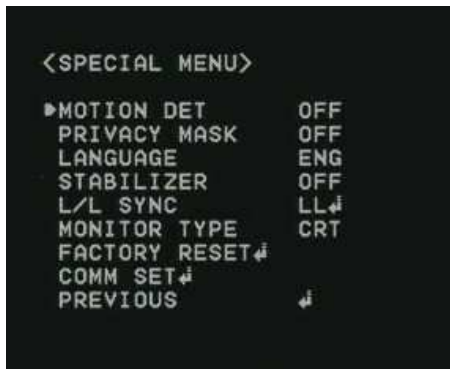 <SPECIAL MENU>
MOTION DET OFF
PRIVACY MASK OFF
LANGUAGE ENG
STABILIZER OFF
L/L SYNC LL↲
MONITOR TYPE CRT
FACTORY RESET↲
COMM SET↲
PREVIOUS ↲